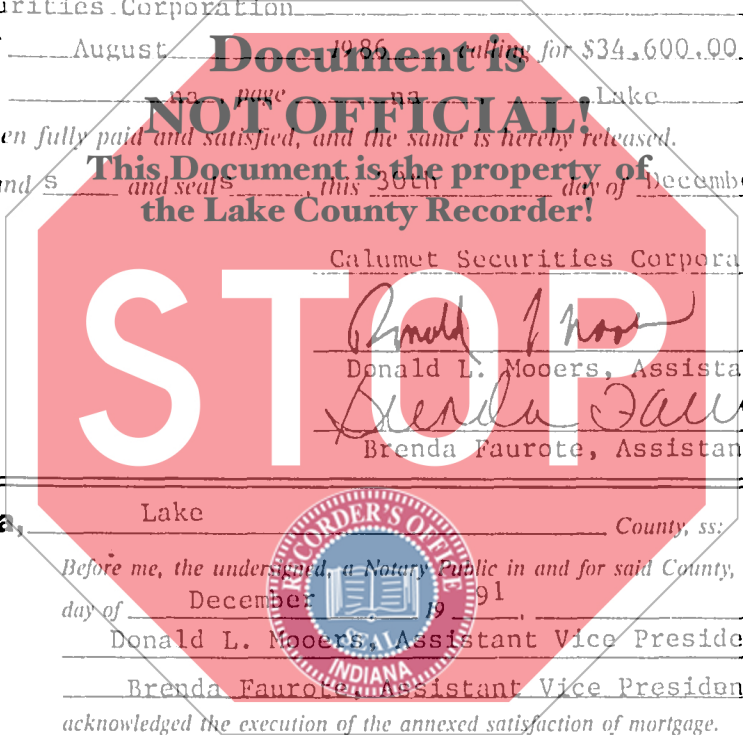 urities Corporation
August 1986, calling for $34,600.00
Document is
na, page na, Lake
NOT OFFICIAL!
en fully paid and satisfied, and the same is hereby released.
This Document is the property of
and s and seals, this 30th day of Decemb
the Lake County Recorder!
Calumet Securities Corpora
STOP
Donald L. Mooers, Assista
Brenda Fau
Brenda Faurote, Assistan
a, Lake County, ss:
RECORDER'S OFFICE
Before me, the undersigned, a Notary Public in and for said County,
day of December 19 91,
SEAL
Donald L. Mooers, Assistant Vice Preside
INDIANA
Brenda Faurote, Assistant Vice Presiden
acknowledged the execution of the annexed satisfaction of mortgage.